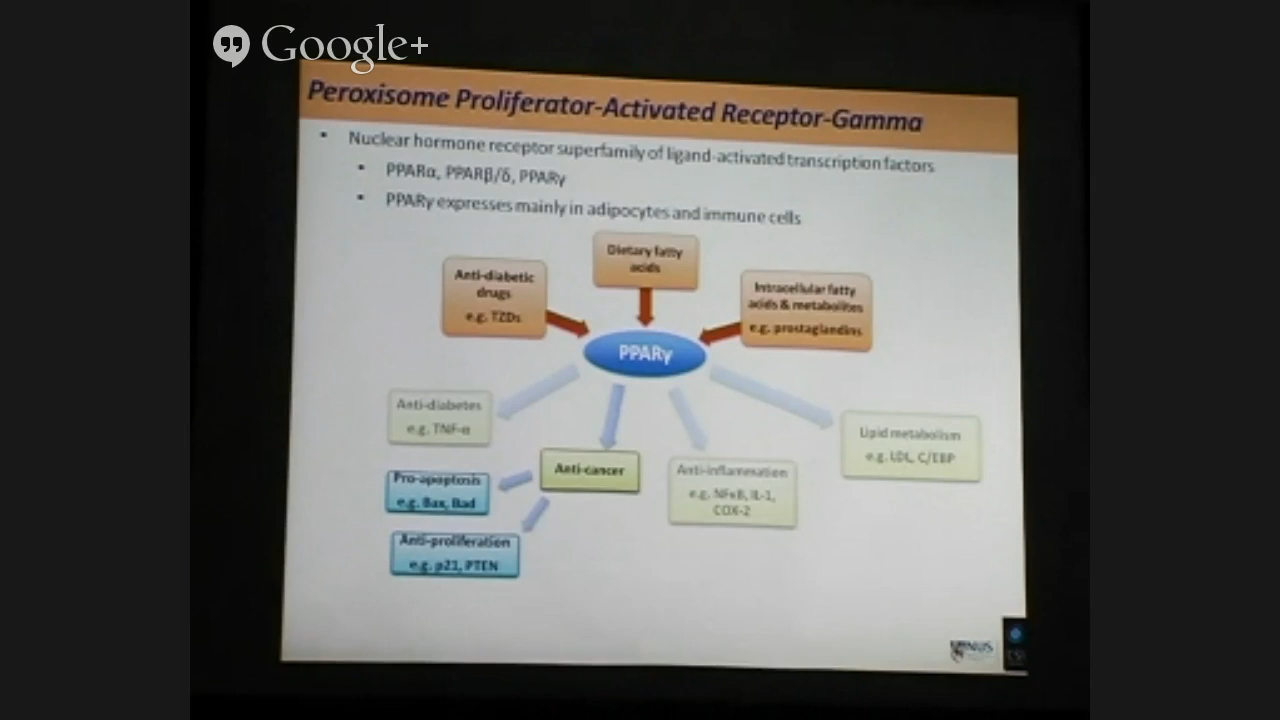 Google+
Peroxisome Proliferator-Activated Receptor-Gamma
• Nuclear hormone receptor superfamily of ligand-activated transcription factors
• PPARα, PPARβ/δ, PPARγ
• PPARγ expresses mainly in adipocytes and immune cells
Dietary fatty
acids
Anti-diabetic
drugs
e.g. TZDs
Intracellular fatty
acids & metabolites
e.g. prostaglandins
PPARγ
Anti-diabetes
e.g. TNF-α
Anti-cancer
Anti-inflammation
e.g. NFκB, IL-1,
COX-2
Lipid metabolism
e.g. LDL, C/EBP
Pro-apoptosis
e.g. Bax, Bad
Anti-proliferation
e.g. p21, PTEN
NUS